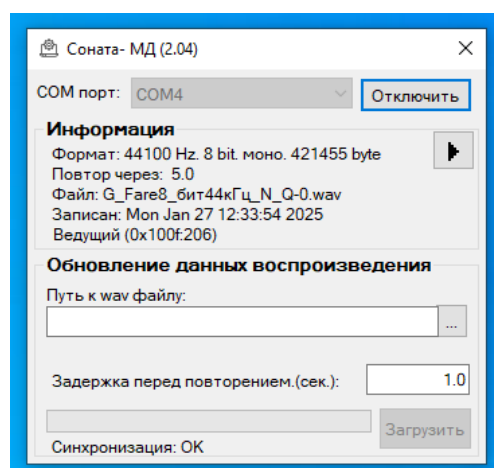 Соната- МД (2.04)
COM порт: COM4 Отключить
Информация
Формат: 44100 Hz. 8 bit. моно. 421455 byte
Повтор через: 5.0
Файл: G_Fare8_бит44кГц_N_Q-0.wav
Записан: Mon Jan 27 12:33:54 2025
Ведущий (0x100f:206)
Обновление данных воспроизведения
Путь к wav файлу:
...
Задержка перед повторением.(сек.): 1.0
Загрузить
Синхронизация: OK